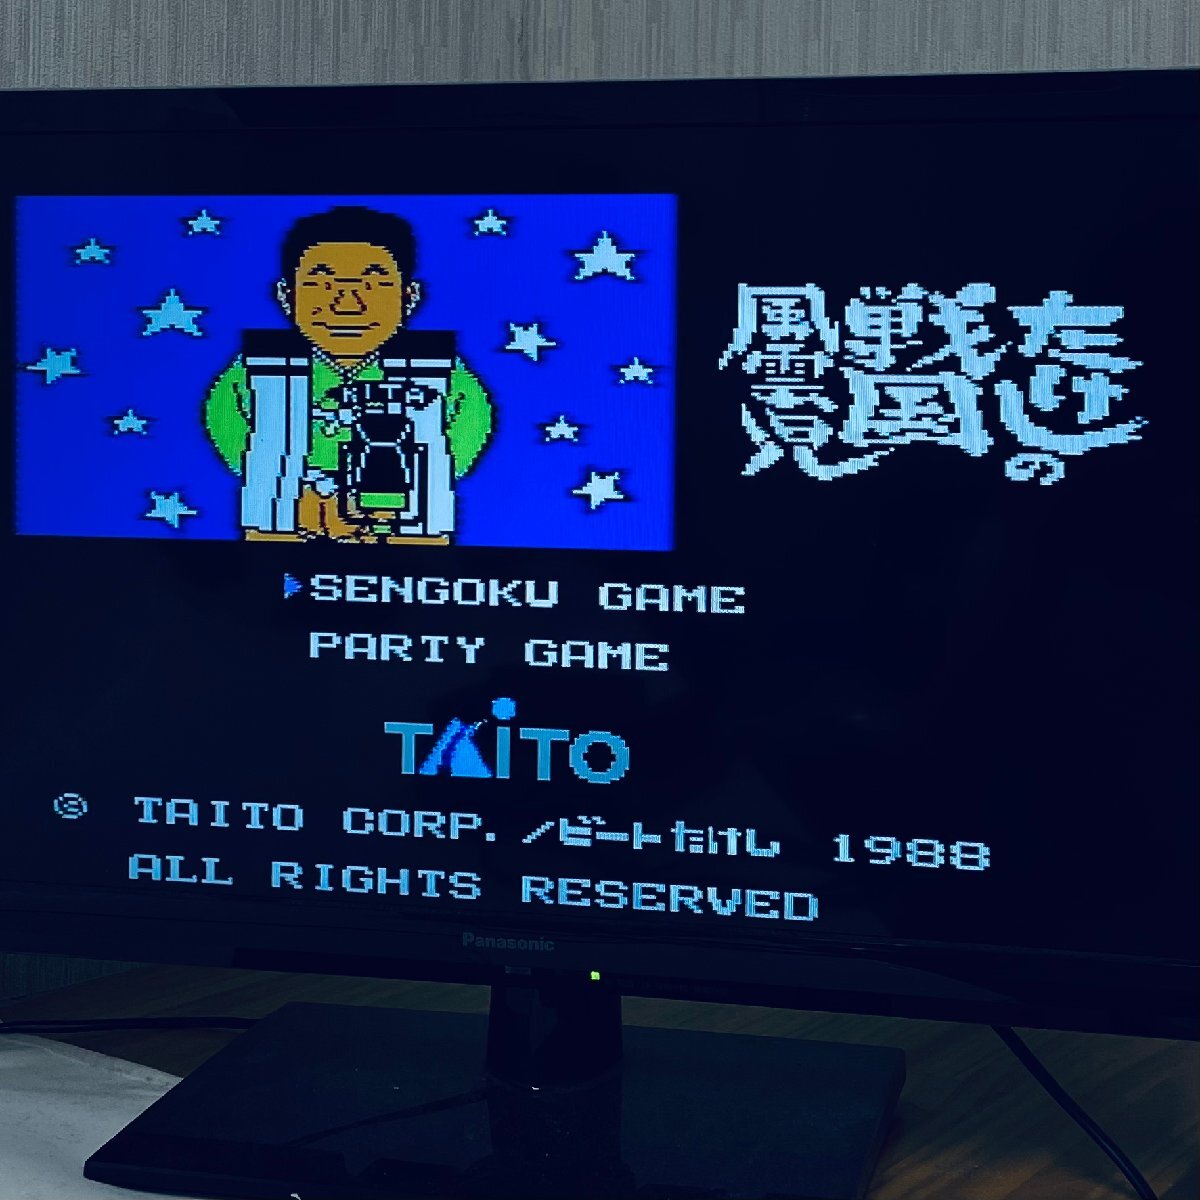 たけしの
戦国
風雲児
KITA
SENGOKU GAME
PARTY GAME
TAITO
© TAITO CORP./ビートたけし 1988
ALL RIGHTS RESERVED
Panasonic